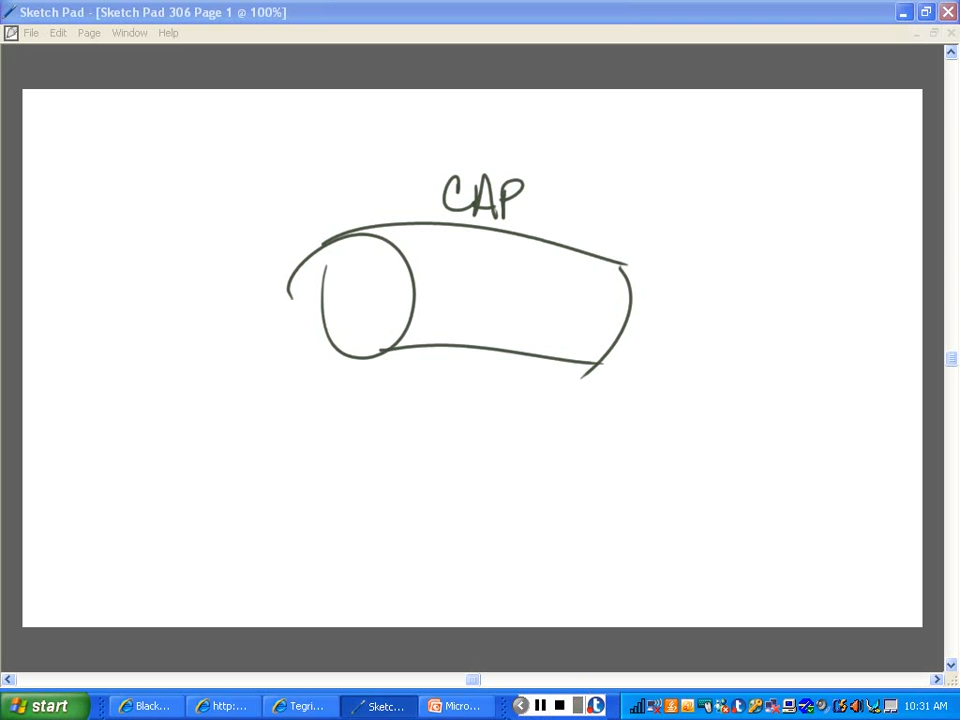 Sketch Pad - [Sketch Pad 306 Page 1 @ 100%]
File Edit Page Window Help
CAP
start Black... http:... Tegri... Sketc... Micro... 10:31 AM